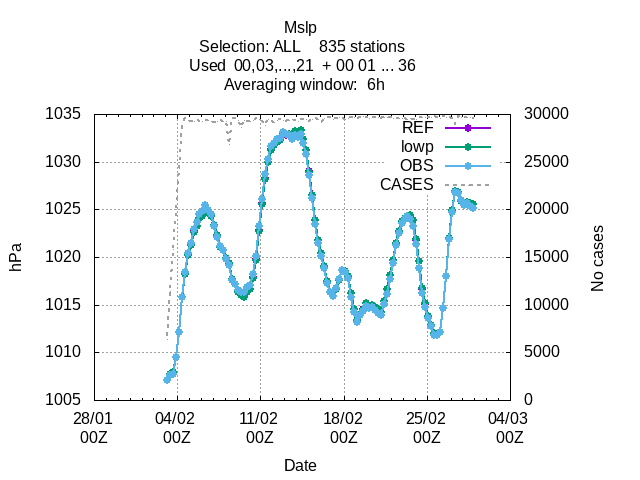 Mslp
Selection: ALL    835 stations
Used  00,03,...,21  + 00 01 ... 36
Averaging window:  6h
1035
1030
1025
1020
1015
1010
1005
hPa
30000
25000
20000
15000
10000
5000
0
No cases
REF
lowp
OBS
CASES
28/01 04/02 11/02 18/02 25/02 04/03
00Z 00Z 00Z 00Z 00Z 00Z
Date